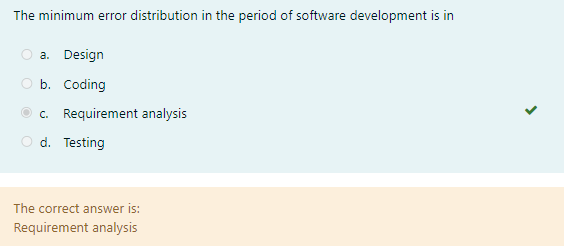 The minimum error distribution in the period of software development is in
a. Design
b. Coding
c. Requirement analysis
d. Testing
The correct answer is:
Requirement analysis